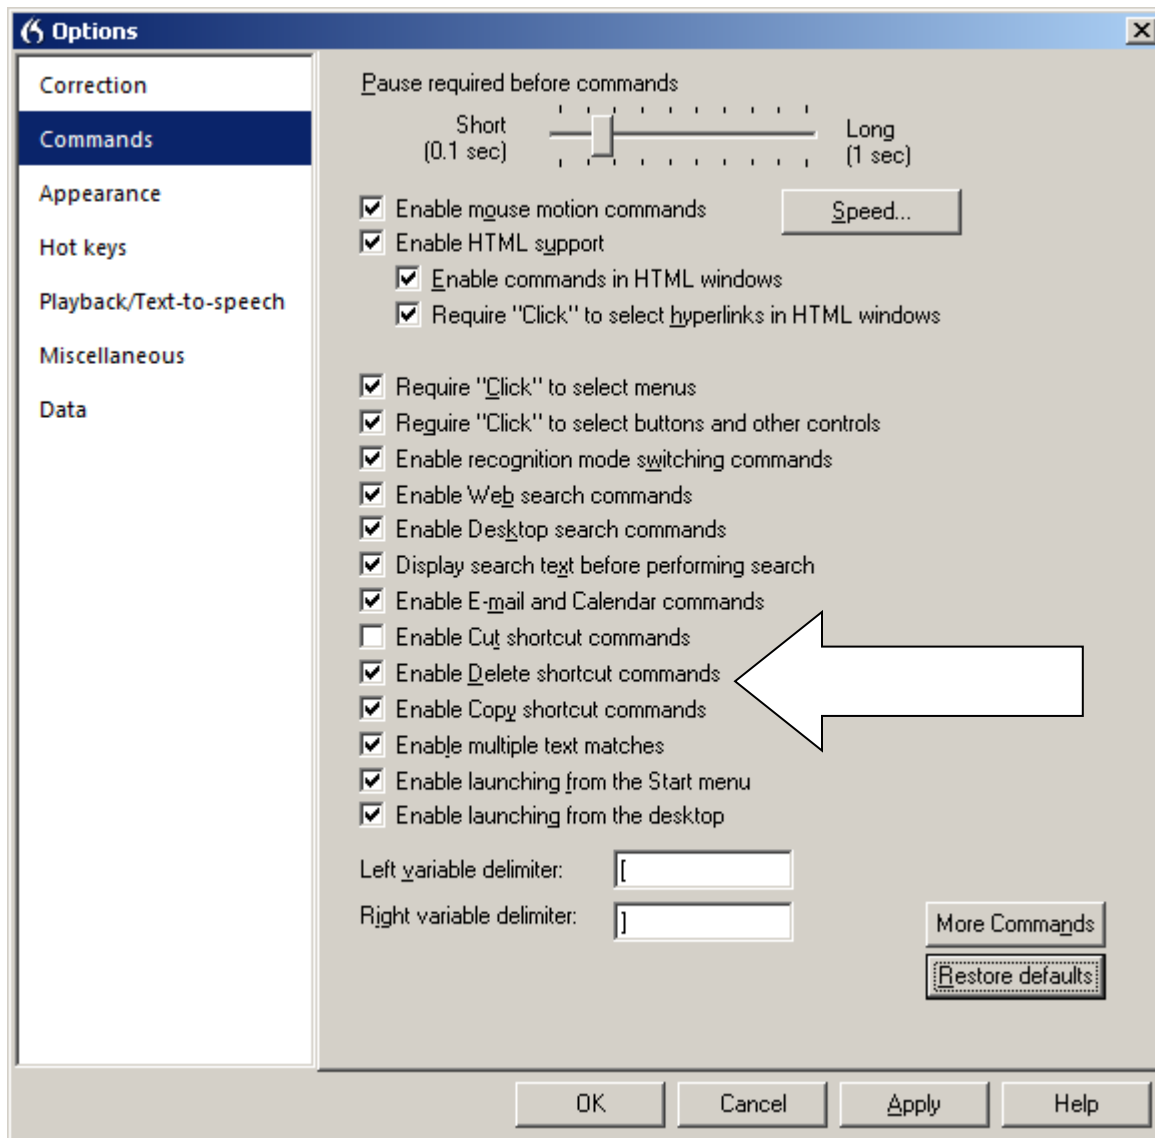 Options
Correction
Commands
Appearance
Hot keys
Playback/Text-to-speech
Miscellaneous
Data
Pause required before commands
Short
(0.1 sec)
Long
(1 sec)
Enable mouse motion commands
Speed...
Enable HTML support
Enable commands in HTML windows
Require "Click" to select hyperlinks in HTML windows
Require "Click" to select menus
Require "Click" to select buttons and other controls
Enable recognition mode switching commands
Enable Web search commands
Enable Desktop search commands
Display search text before performing search
Enable E-mail and Calendar commands
Enable Cut shortcut commands
Enable Delete shortcut commands
Enable Copy shortcut commands
Enable multiple text matches
Enable launching from the Start menu
Enable launching from the desktop
Left variable delimiter: [
Right variable delimiter: ]
More Commands
Restore defaults
OK Cancel Apply Help